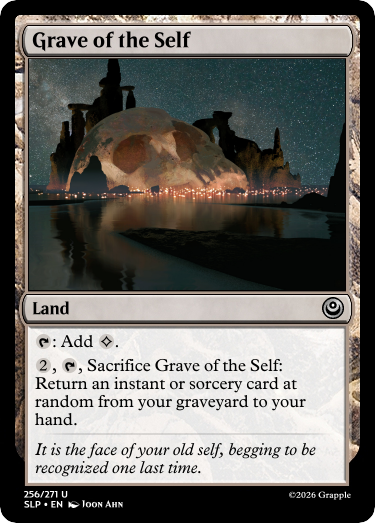 Grave of the Self
Land
: Add .
2, , Sacrifice Grave of the Self:
Return an instant or sorcery card at
random from your graveyard to your
hand.
It is the face of your old self, begging to be
recognized one last time.
256/271 U
SLP • EN Joon Ahn
©2026 Grapple